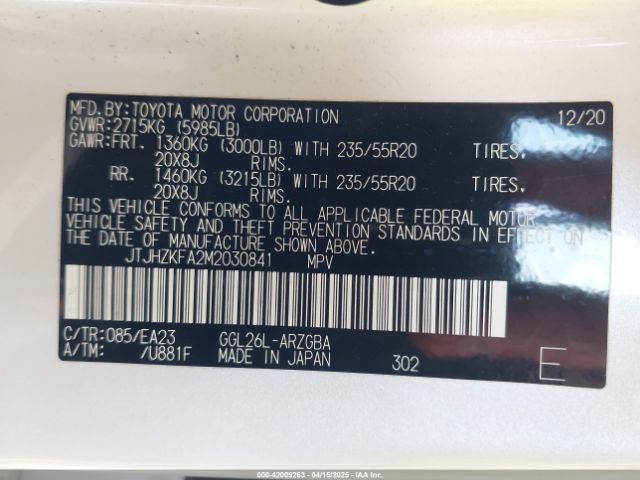 MFD.BY:TOYOTA MOTOR CORPORATION 12/20
GVWR:2715KG (5985LB)
GAWR:FRT. 1360KG (3000LB) WITH 235/55R20 TIRES,
20X8J RIMS.
RR. 1460KG (3215LB) WITH 235/55R20 TIRES,
20X8J RIMS.
THIS VEHICLE CONFORMS TO ALL APPLICABLE FEDERAL MOTOR
VEHICLE SAFETY AND THEFT PREVENTION STANDARDS IN EFFECT ON
THE DATE OF MANUFACTURE SHOWN ABOVE.
JTJHZKFA2M2030841 MPV
C/TR:085/EA23 GGL26L-ARZGBA
A/TM: /U881F MADE IN JAPAN 302 E
000-42009263 - 04/15/2025 - IAAI.com